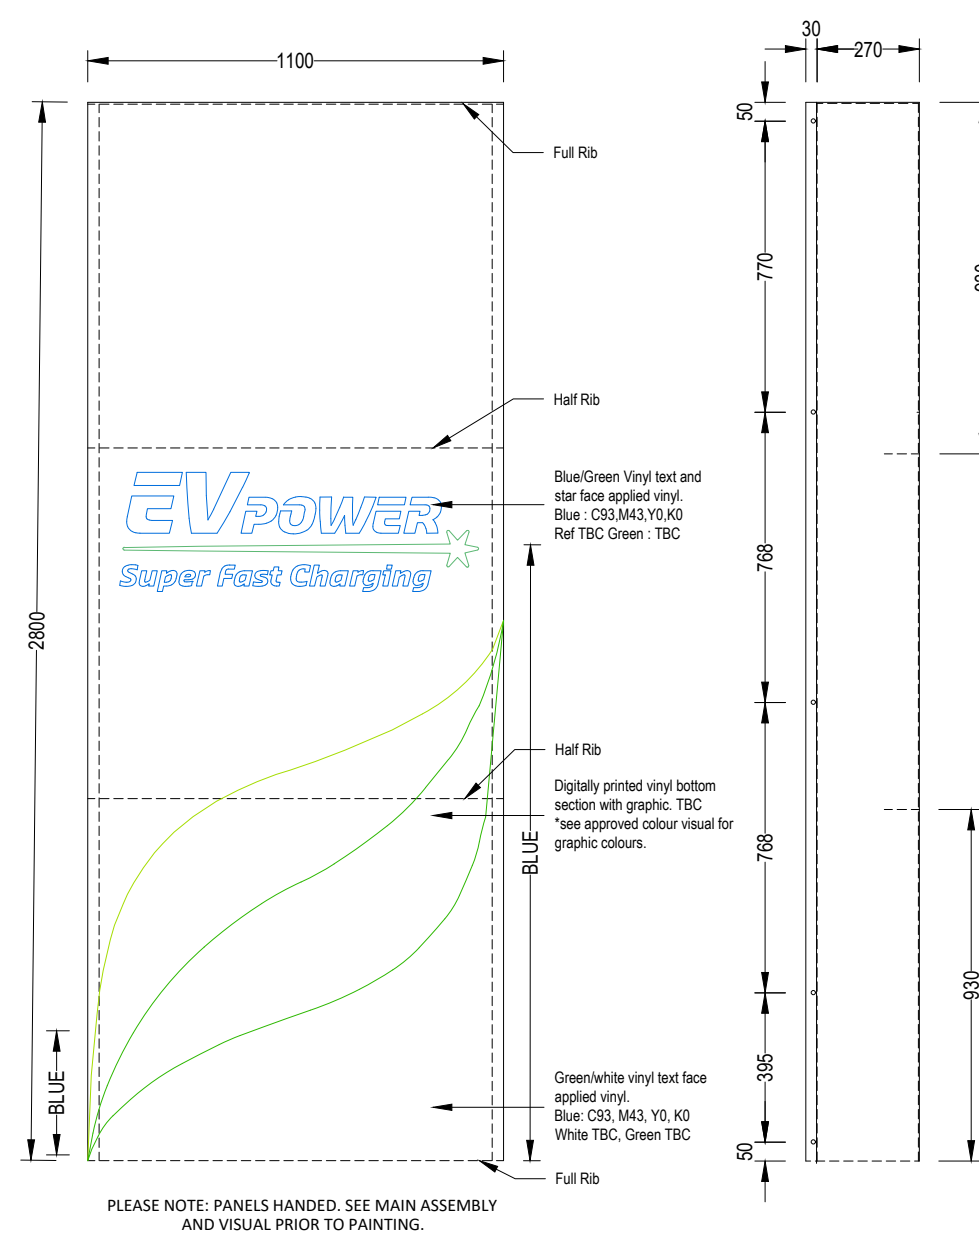 30
1100
270
50
Full Rib
770
Half Rib
Blue/Green Vinyl text and
star face applied vinyl.
Blue : C93,M43,Y0,K0
Ref TBC Green : TBC
EVPOWER
Super Fast Charging
768
2800
Half Rib
Digitally printed vinyl bottom
section with graphic. TBC
*see approved colour visual for
graphic colours.
BLUE
768
930
BLUE
395
Green/white vinyl text face
applied vinyl.
Blue: C93, M43, Y0, K0
White TBC, Green TBC
50
Full Rib
PLEASE NOTE: PANELS HANDED. SEE MAIN ASSEMBLY
AND VISUAL PRIOR TO PAINTING.